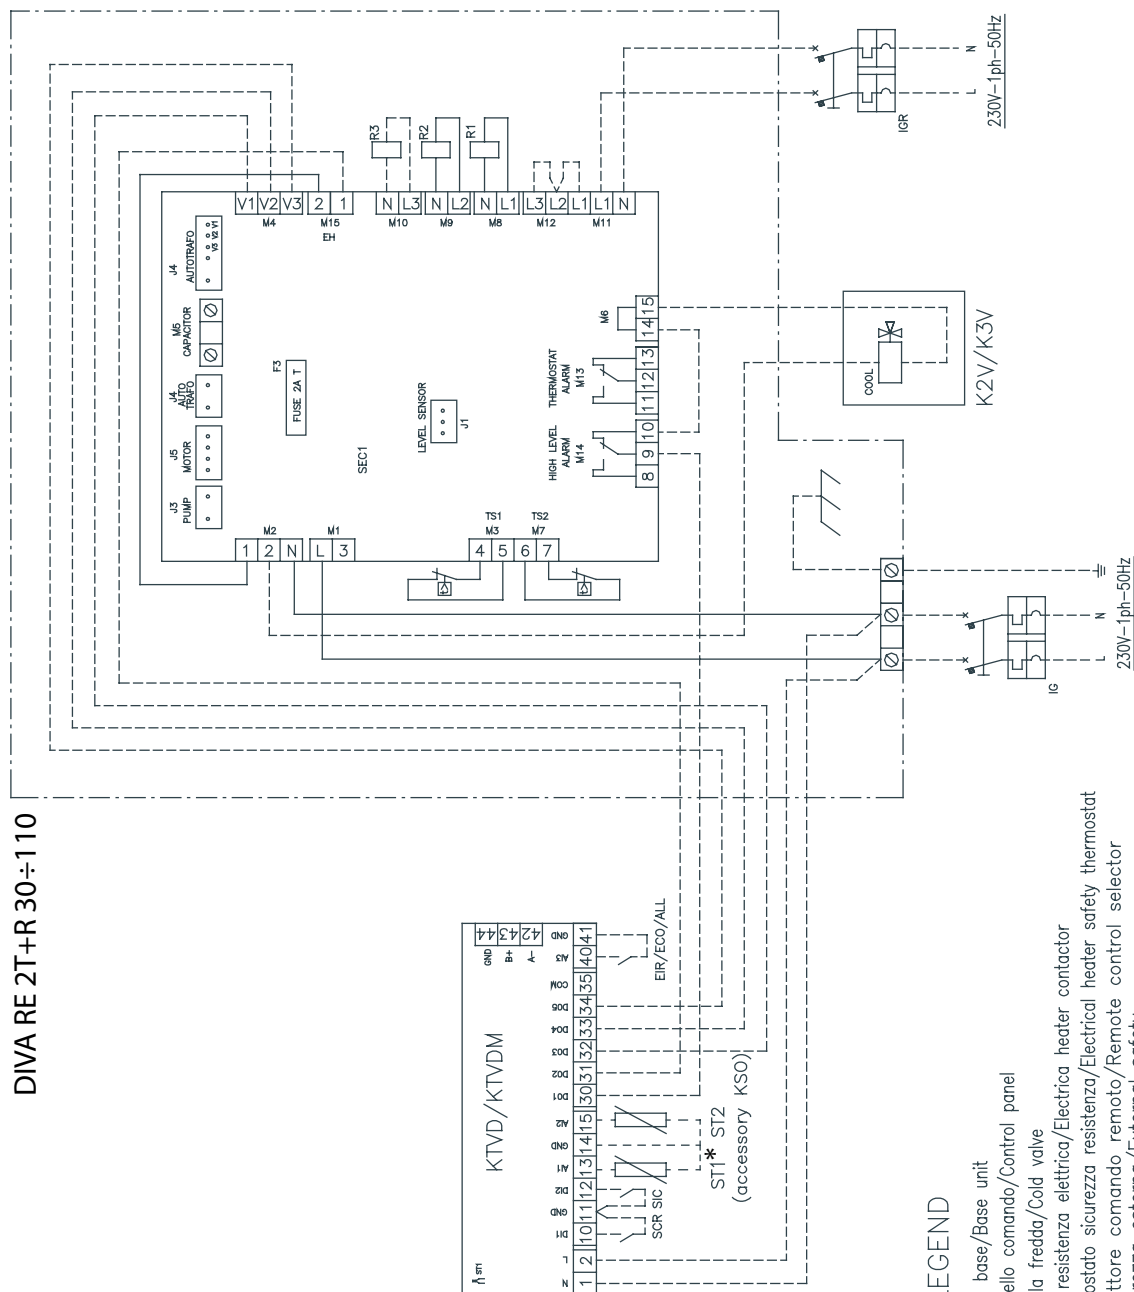 DIVA RE 2T+R 30÷110
230V-1ph-50Hz
N
L
IGR
R3
R2
R1
V1 V2 V3
M4
2 1
M15
EH
N L3
M10
N L2
M9
N L1
M8
L3 L2 L1
M12
L1 N
M11
J4
AUTOTRAFO
V3 V2 V1
M5
CAPACITOR
J4
AUTO
TRAFO
J5
MOTOR
J3
PUMP
F3
FUSE 2A T
LEVEL SENSOR
J1
SEC1
M6
14 15
THERMOSTAT
ALARM
M13
11 12 13
HIGH LEVEL
ALARM
M14
8 9 10
M2
1 2 N
M1
L 3
TS1
M3
4 5
TS2
M7
6 7
COOL
K2V/K3V
230V-1ph-50Hz
N
L
IG
KTVD/KTVDM
44 43 42
GND
B+
A-
GND
41
AI3
40
COM
35
DO5
34
DO4
33
DO3
32
DO2
31
DO1
30
AI2
15
GND
14
AI1
13
DI2
12
GND
11
DI1
10
L
2
N
1
ST1
EIR/ECO/ALL
ST1* ST2
(accessory KSO)
SCR SIC
LEGEND
base/Base unit
ello comando/Control panel
la fredda/Cold valve
resistenza elettrica/Electrica heater contactor
ostato sicurezza resistenza/Electrical heater safety thermostat
ttore comando remoto/Remote control selector